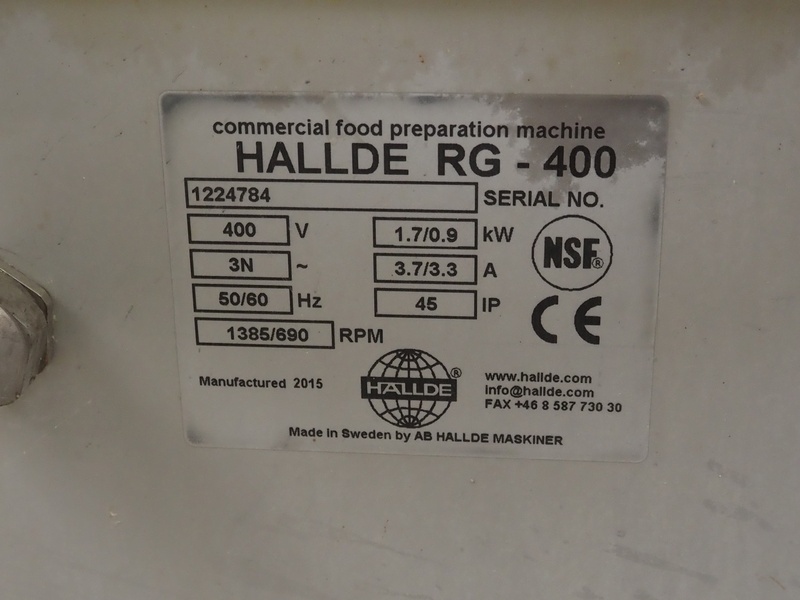 commercial food preparation machine
HALLDE RG - 400
1224784 SERIAL NO.
400 V 1.7/0.9 kW
3N ~ 3.7/3.3 A
NSF®
50/60 Hz 45 IP
CE
1385/690 RPM
Manufactured 2015
HÄLLDE®
www.hallde.com
info@hallde.com
FAX +46 8 587 730 30
Made in Sweden by AB HALLDE MASKINER